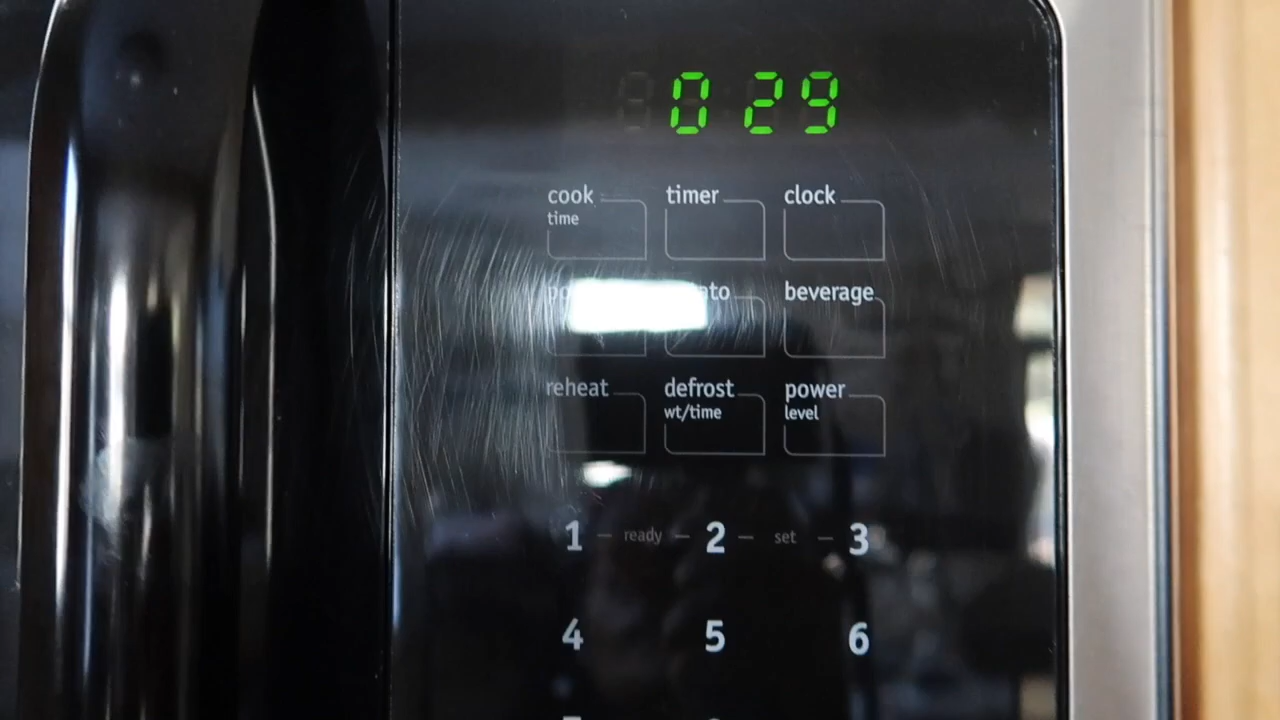 0 29
cook timer clock
time
beverage
reheat defrost power
wt/time level
1 – ready – 2 – set – 3
4 5 6